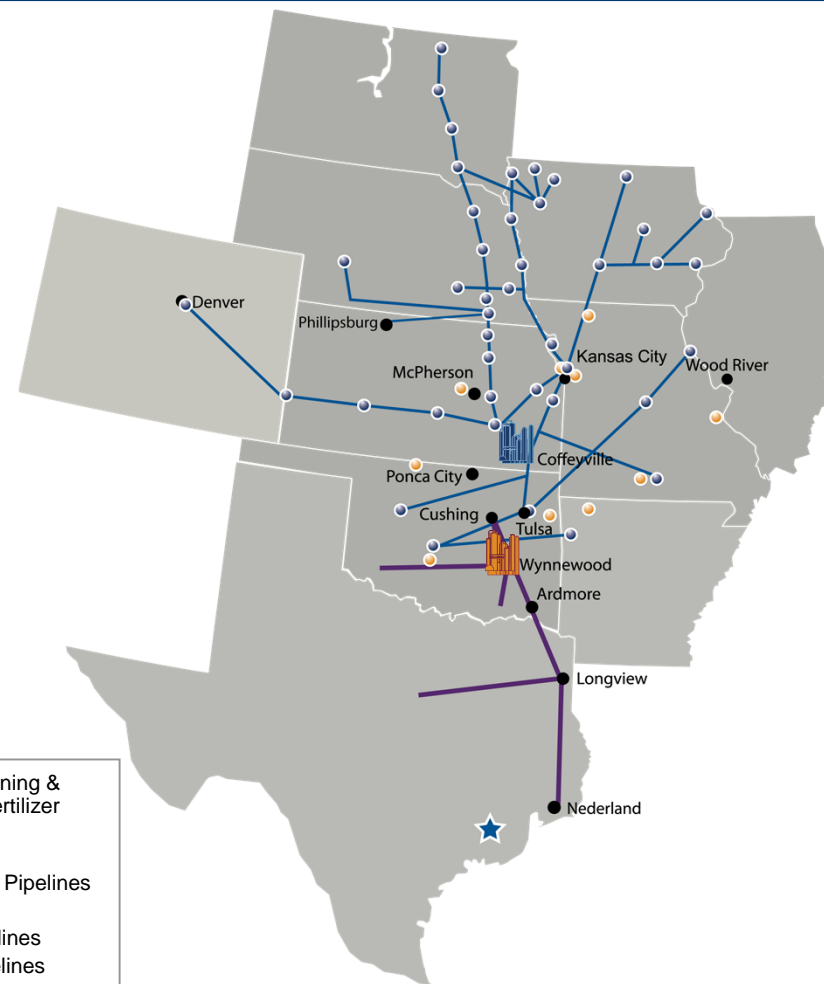 Denver
Phillipsburg
Kansas City
McPherson
Wood River
Coffeyville
Ponca City
Cushing
Tulsa
Wynnewood
Ardmore
Longview
ning &
rtilizer
Nederland
Pipelines
lines
lines